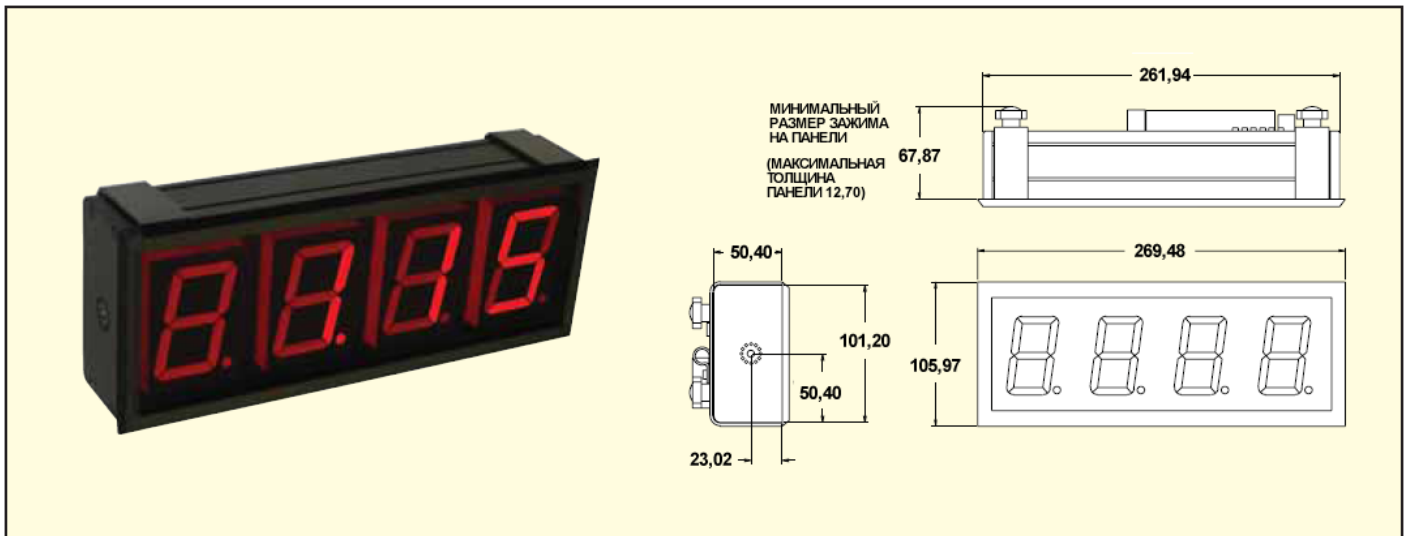 261,94
МИНИМАЛЬНЫЙ
РАЗМЕР ЗАЖИМА
НА ПАНЕЛИ
67,87
(МАКСИМАЛЬНАЯ
ТОЛЩИНА
ПАНЕЛИ 12,70)
50,40
269,48
101,20
105,97
50,40
23,02